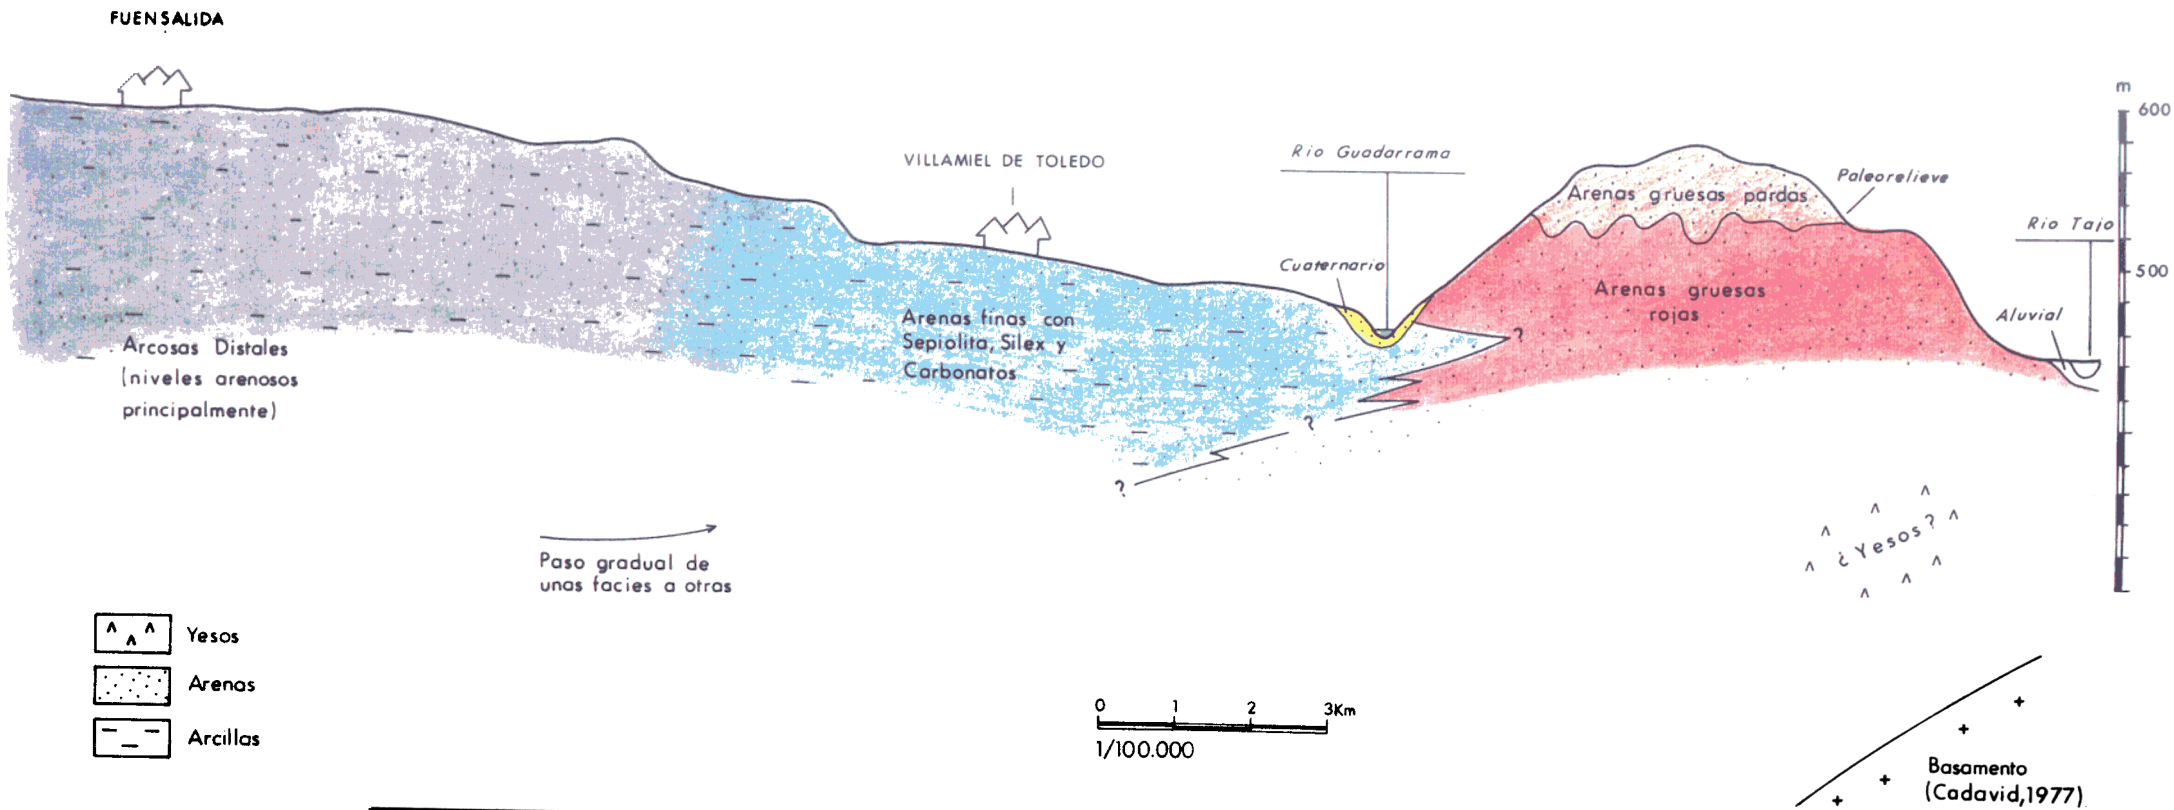 FUENSALIDA
m
600
VILLAMIEL DE TOLEDO
Rio Guadarrama
Paleorelieve
Arenas gruesas pardas
Rio Tajo
Cuaternario
500
Arenas gruesas
rojas
Arenas finas con
Sepiolita, Silex y
Carbonatos
Aluvial
?
Arcosas Distales
(niveles arenosos
principalmente)
?
?
¿Yesos?
Paso gradual de
unas facies a otras
Yesos
Arenas
Arcillas
0 1 2 3Km
1/100.000
Basamento
(Cadavid,1977)